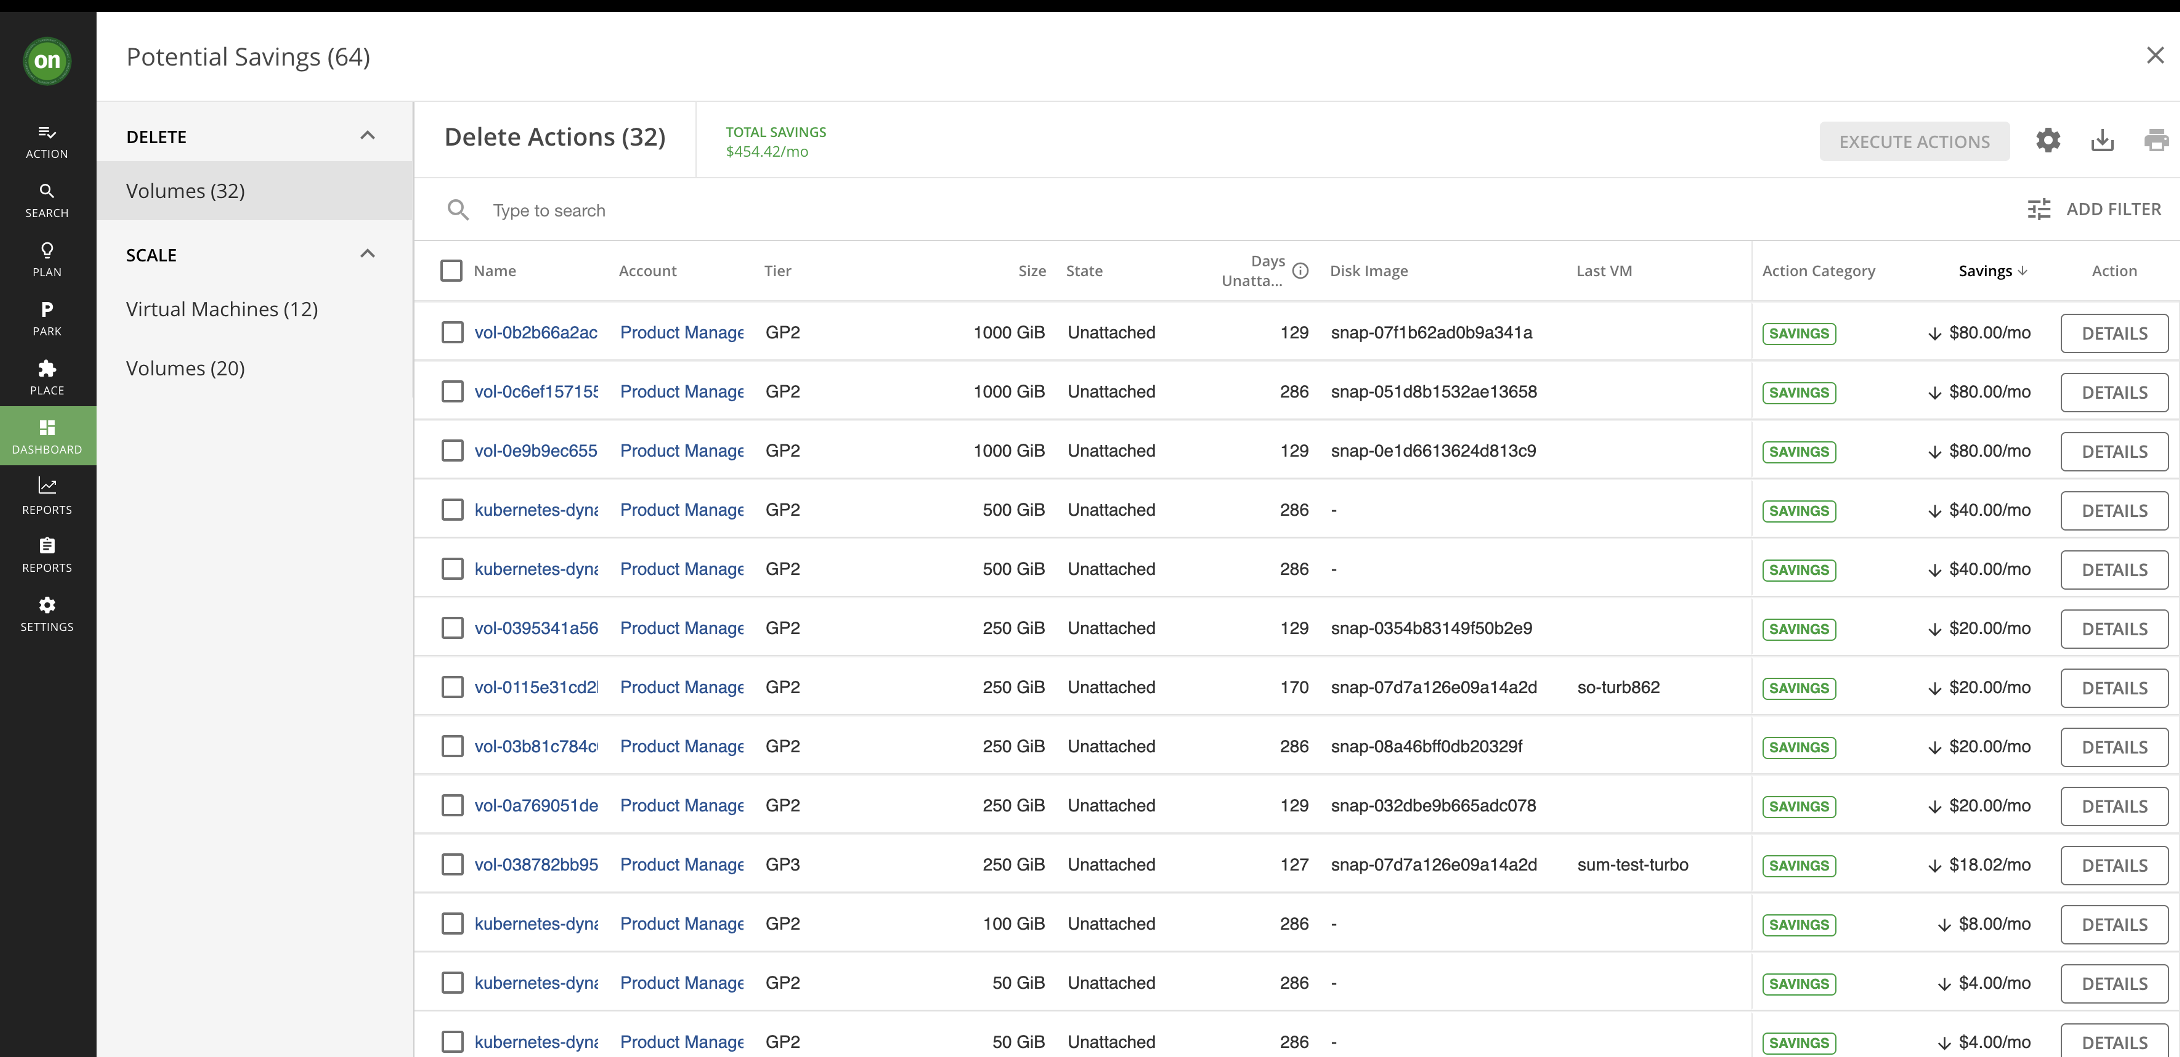 on
ACTION
SEARCH
PLAN
P
PARK
PLACE
DASHBOARD
REPORTS
REPORTS
SETTINGS
Potential Savings (64)
DELETE
Volumes (32)
SCALE
Virtual Machines (12)
Volumes (20)
Delete Actions (32)
TOTAL SAVINGS
$454.42/mo
EXECUTE ACTIONS
Type to search
ADD FILTER
Name Account Tier Size State Days Unatta... Disk Image Last VM Action Category Savings Action
vol-0b2b66a2ac Product Manage GP2 1000 GiB Unattached 129 snap-07f1b62ad0b9a341a SAVINGS $80.00/mo DETAILS
vol-0c6ef157155 Product Manage GP2 1000 GiB Unattached 286 snap-051d8b1532ae13658 SAVINGS $80.00/mo DETAILS
vol-0e9b9ec655 Product Manage GP2 1000 GiB Unattached 129 snap-0e1d6613624d813c9 SAVINGS $80.00/mo DETAILS
kubernetes-dyna Product Manage GP2 500 GiB Unattached 286 - SAVINGS $40.00/mo DETAILS
kubernetes-dyna Product Manage GP2 500 GiB Unattached 286 - SAVINGS $40.00/mo DETAILS
vol-0395341a56 Product Manage GP2 250 GiB Unattached 129 snap-0354b83149f50b2e9 SAVINGS $20.00/mo DETAILS
vol-0115e31cd2 Product Manage GP2 250 GiB Unattached 170 snap-07d7a126e09a14a2d so-turb862 SAVINGS $20.00/mo DETAILS
vol-03b81c784c Product Manage GP2 250 GiB Unattached 286 snap-08a46bff0db20329f SAVINGS $20.00/mo DETAILS
vol-0a769051de Product Manage GP2 250 GiB Unattached 129 snap-032dbe9b665adc078 SAVINGS $20.00/mo DETAILS
vol-038782bb95 Product Manage GP3 250 GiB Unattached 127 snap-07d7a126e09a14a2d sum-test-turbo SAVINGS $18.02/mo DETAILS
kubernetes-dyna Product Manage GP2 100 GiB Unattached 286 - SAVINGS $8.00/mo DETAILS
kubernetes-dyna Product Manage GP2 50 GiB Unattached 286 - SAVINGS $4.00/mo DETAILS
kubernetes-dyna Product Manage GP2 50 GiB Unattached 286 - SAVINGS $4.00/mo DETAILS